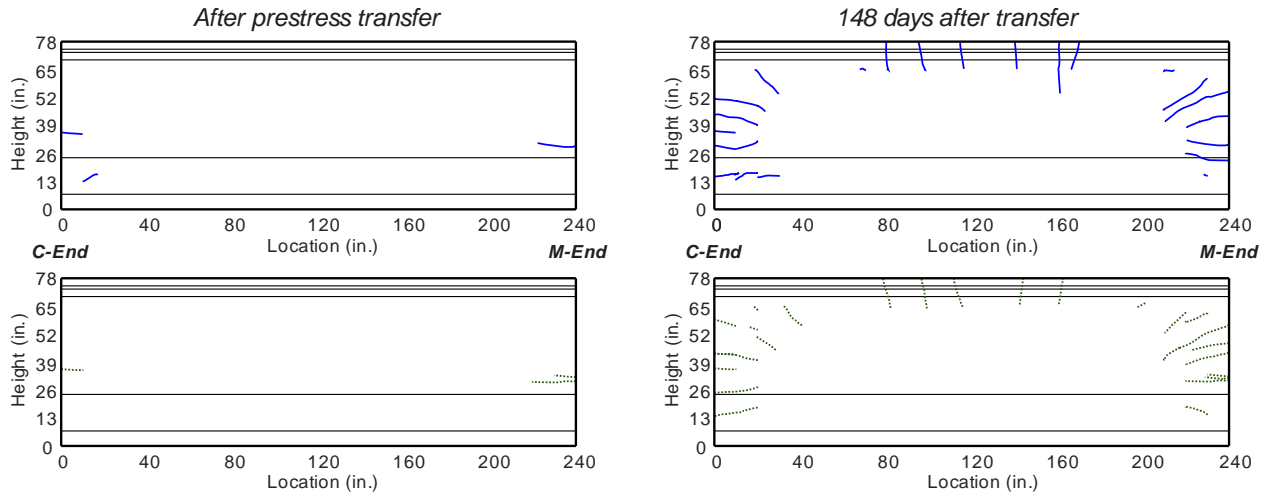 After prestress transfer
148 days after transfer
78
65
52
39
26
13
0
Height (in.)
0 40 80 120 160 200 240
Location (in.)
78
65
52
39
26
13
0
Height (in.)
0 40 80 120 160 200 240
Location (in.)
C-End M-End
C-End M-End
78
65
52
39
26
13
0
Height (in.)
0 40 80 120 160 200 240
Location (in.)
78
65
52
39
26
13
0
Height (in.)
0 40 80 120 160 200 240
Location (in.)